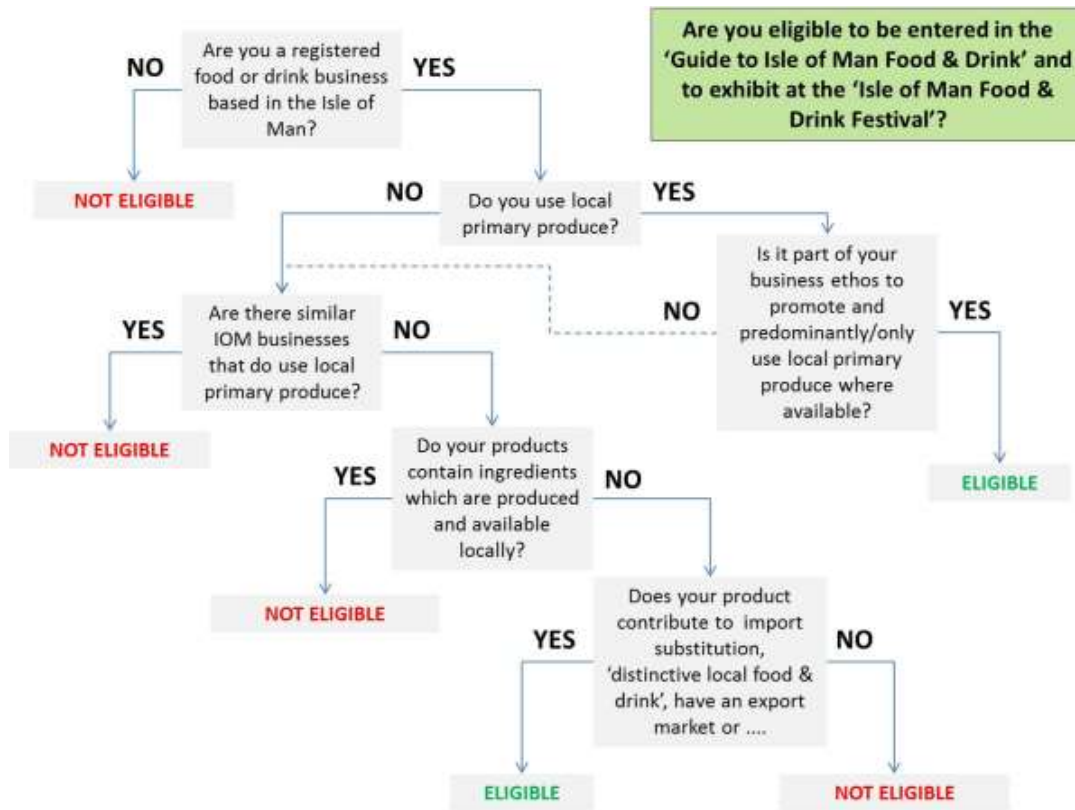 Are you eligible to be entered in the
‘Guide to Isle of Man Food & Drink’ and
to exhibit at the ‘Isle of Man Food &
Drink Festival’?
Are you a registered
food or drink business
based in the Isle of
Man?
NO
YES
NOT ELIGIBLE
Do you use local
primary produce?
NO
YES
Is it part of your
business ethos to
promote and
predominantly/only
use local primary
produce where
available?
NO
YES
ELIGIBLE
Are there similar
IOM businesses
that do use local
primary produce?
YES
NO
NOT ELIGIBLE
Do your products
contain ingredients
which are produced
and available
locally?
YES
NO
NOT ELIGIBLE
Does your product
contribute to import
substitution,
‘distinctive local food &
drink’, have an export
market or ....
YES
NO
ELIGIBLE
NOT ELIGIBLE